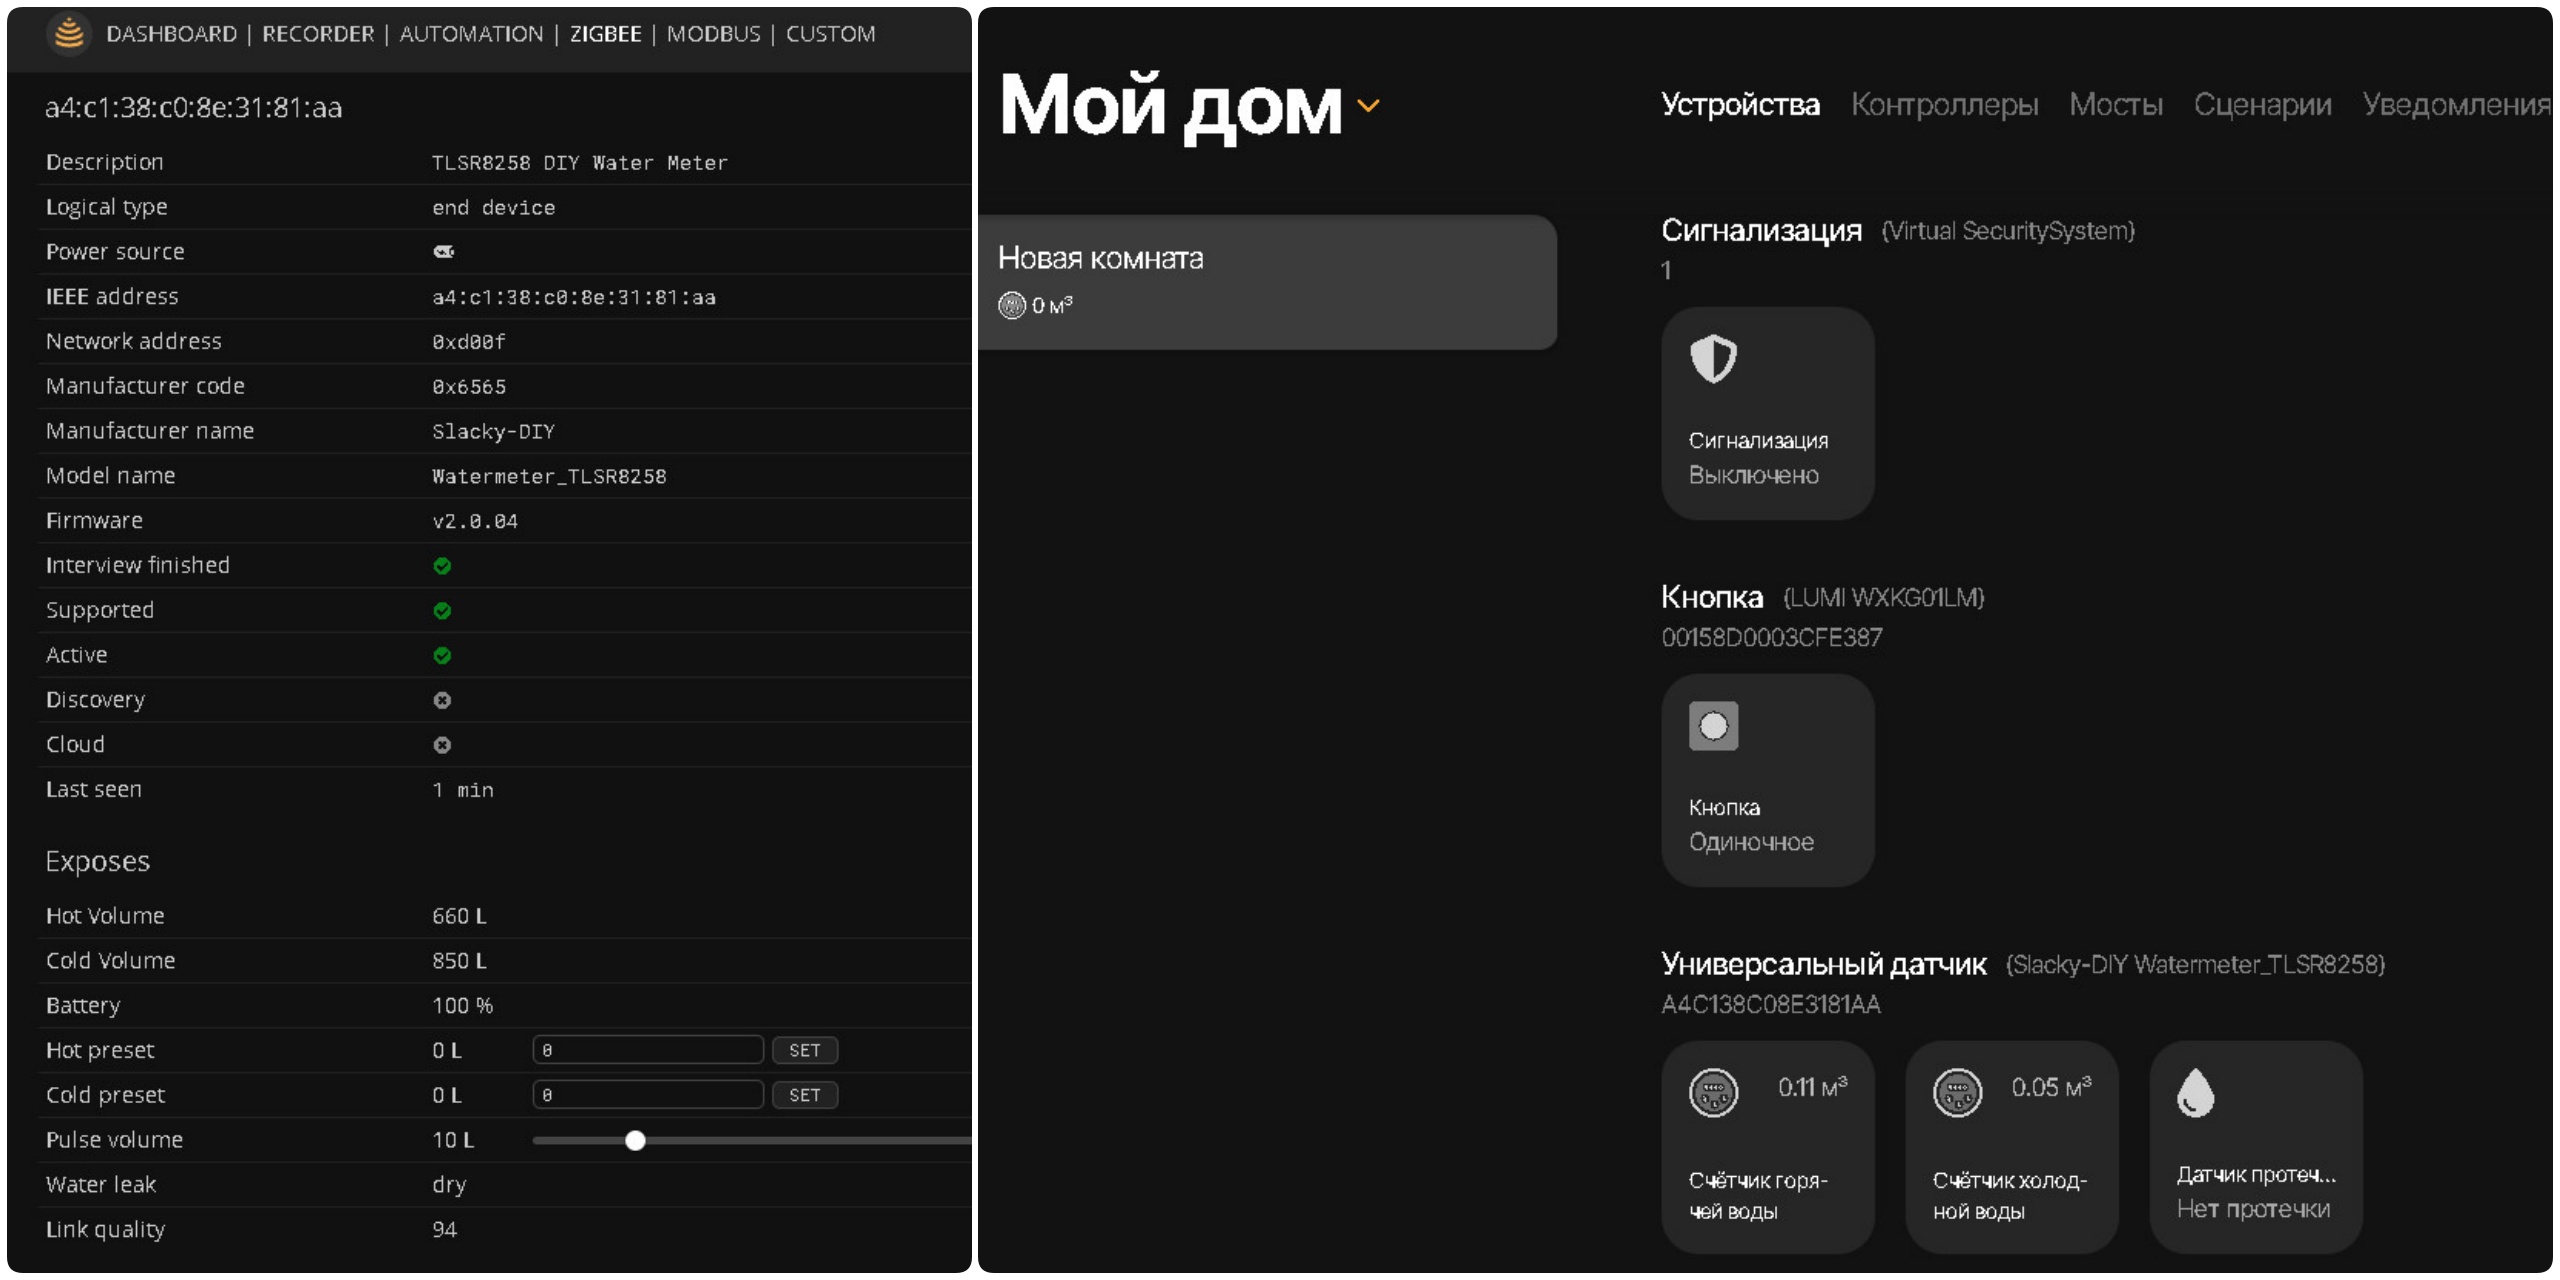 DASHBOARD | RECORDER | AUTOMATION | ZIGBEE | MODBUS | CUSTOM
a4:c1:38:c0:8e:31:81:aa
Description TLSR8258 DIY Water Meter
Logical type end device
Power source
IEEE address a4:c1:38:c0:8e:31:81:aa
Network address 0xd00f
Manufacturer code 0x6565
Manufacturer name Slacky-DIY
Model name Watermeter_TLSR8258
Firmware v2.0.04
Interview finished
Supported
Active
Discovery
Cloud
Last seen 1 min
Exposes
Hot Volume 660 L
Cold Volume 850 L
Battery 100 %
Hot preset 0 L 0 SET
Cold preset 0 L 0 SET
Pulse volume 10 L
Water leak dry
Link quality 94
Мой дом
Устройства Контроллеры Мосты Сценарии Уведомления
Новая комната
0 м³
Сигнализация (Virtual SecuritySystem)
1
Сигнализация
Выключено
Кнопка (LUMI WXKG01LM)
00158D0003CFE387
Кнопка
Одиночное
Универсальный датчик (Slacky-DIY Watermeter_TLSR8258)
A4C138C08E3181AA
0.11 м³
Счётчик горя-
чей воды
0.05 м³
Счётчик холод-
ной воды
Датчик протеч...
Нет протечки